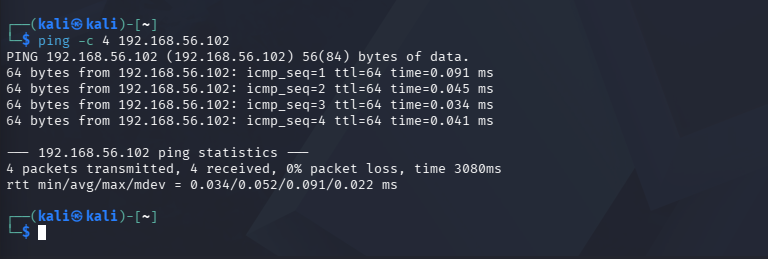 ┌──(kali㉿kali)-[~]
└─$ ping -c 4 192.168.56.102
PING 192.168.56.102 (192.168.56.102) 56(84) bytes of data.
64 bytes from 192.168.56.102: icmp_seq=1 ttl=64 time=0.091 ms
64 bytes from 192.168.56.102: icmp_seq=2 ttl=64 time=0.045 ms
64 bytes from 192.168.56.102: icmp_seq=3 ttl=64 time=0.034 ms
64 bytes from 192.168.56.102: icmp_seq=4 ttl=64 time=0.041 ms
--- 192.168.56.102 ping statistics ---
4 packets transmitted, 4 received, 0% packet loss, time 3080ms
rtt min/avg/max/mdev = 0.034/0.052/0.091/0.022 ms
┌──(kali㉿kali)-[~]
└─$